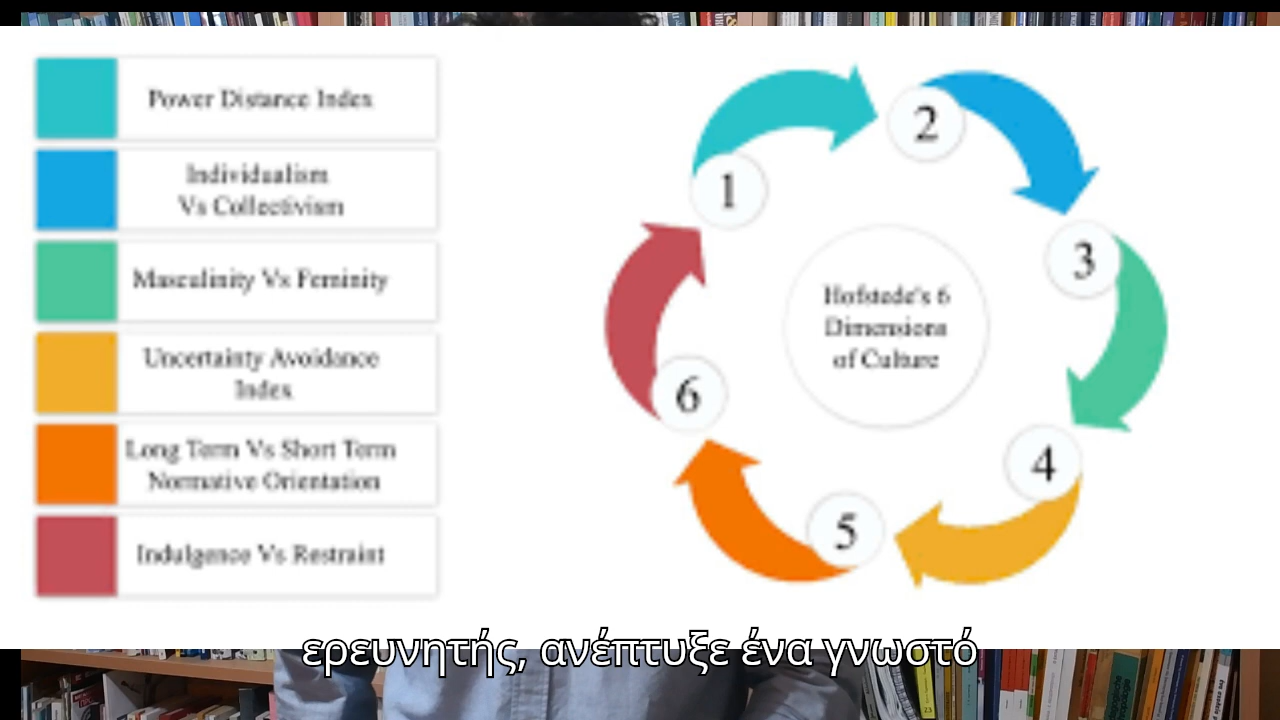 Power Distance Index
Individualism
Vs Collectivism
Masculinity Vs Feminity
Uncertainty Avoidance
Index
Long Term Vs Short Term
Normative Orientation
Indulgence Vs Restraint
1
2
3
4
5
6
Hofstede's 6
Dimensions
of Culture
ερευνητής, ανέπτυξε ένα γνωστό
23